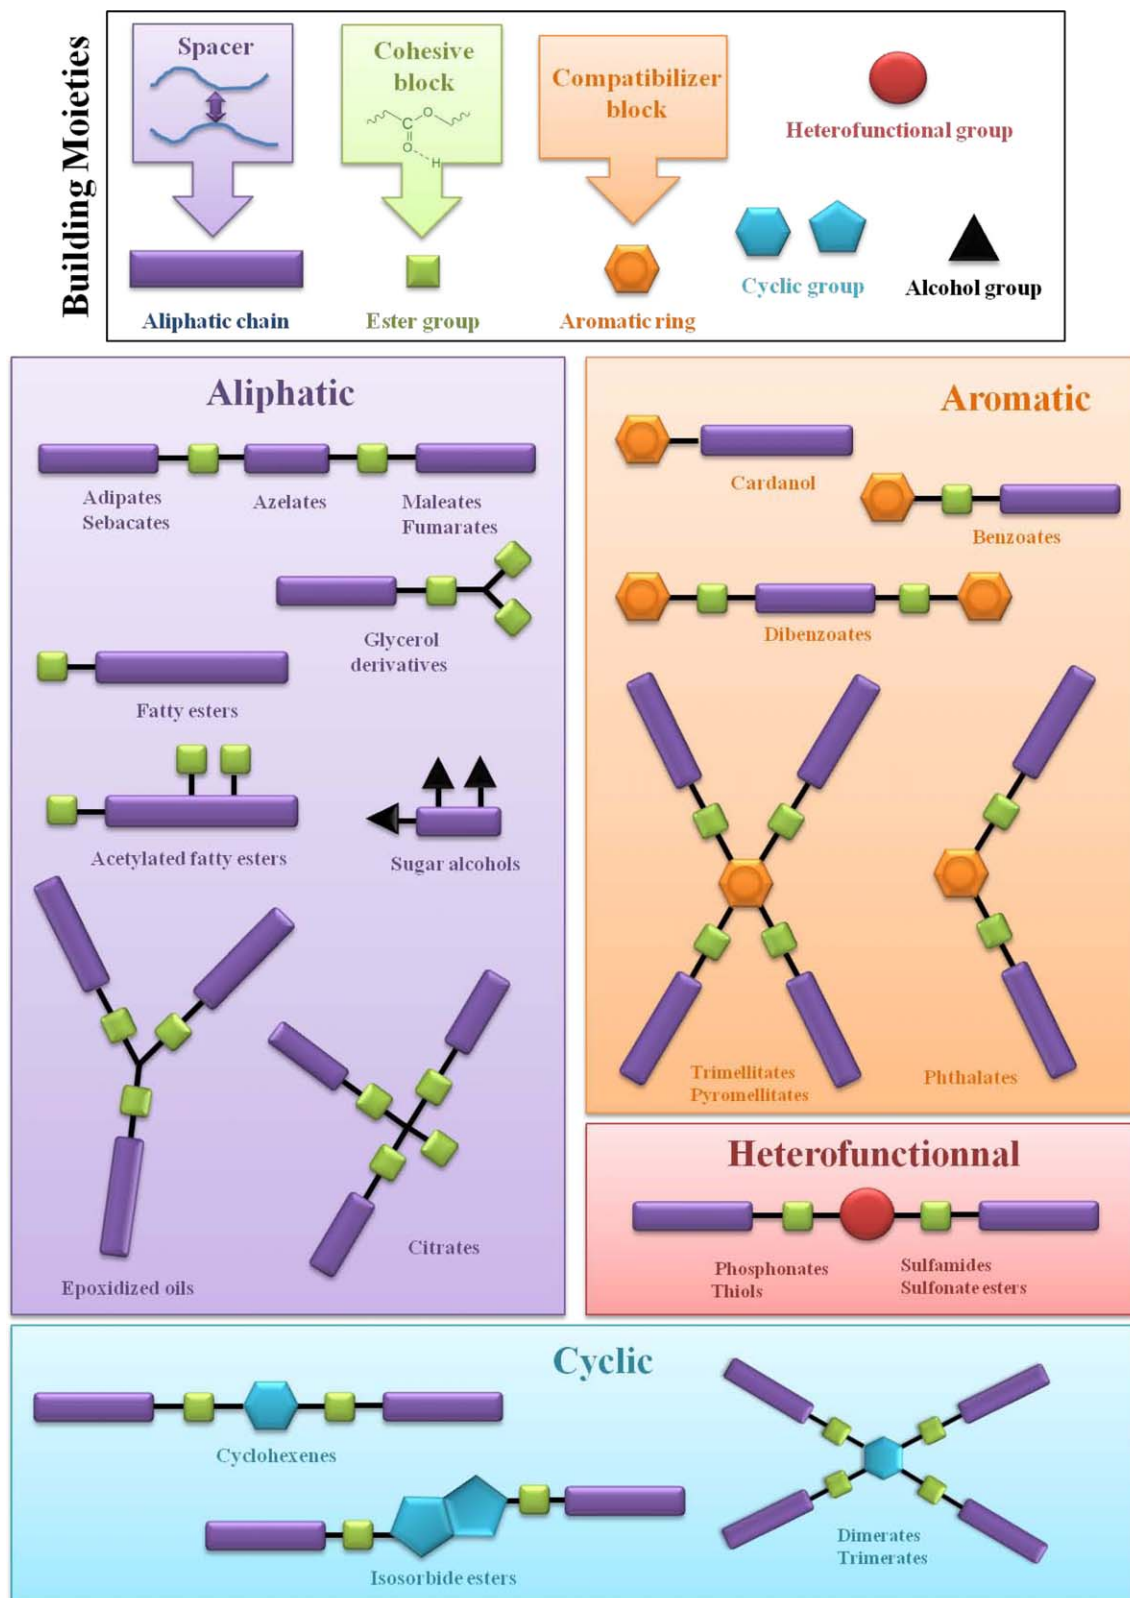 Building Moieties
Spacer
Cohesive
block
C
O
O
H
Compatibilizer
block
Heterofunctional group
Cyclic group
Alcohol group
Aliphatic chain
Ester group
Aromatic ring
Aliphatic
Adipates
Sebacates
Azelates
Maleates
Fumarates
Glycerol
derivatives
Fatty esters
Acetylated fatty esters
Sugar alcohols
Epoxidized oils
Citrates
Aromatic
Cardanol
Benzoates
Dibenzoates
Trimellitates
Pyromellitates
Phthalates
Heterofunctionnal
Phosphonates
Thiols
Sulfamides
Sulfonate esters
Cyclic
Cyclohexenes
Isosorbide esters
Dimerates
Trimerates